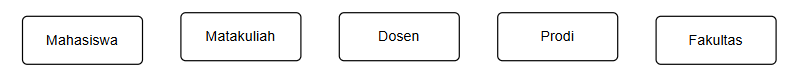 Mahasiswa
Matakuliah
Dosen
Prodi
Fakultas